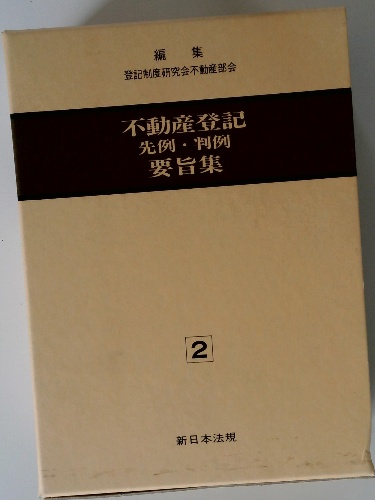 編 集
登記制度研究会不動産部会
不動産登記
先例・判例
要旨集
2
新日本法規